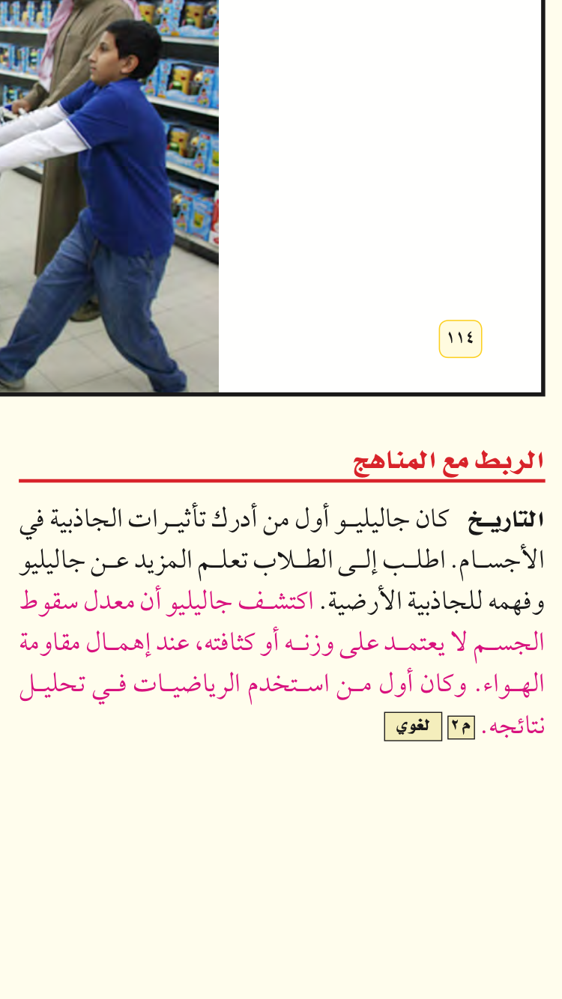 ١١٤
الربط مع المناهج
التاريخ كان جاليليو أول من أدرك تأثيرات الجاذبية في
الأجسام. اطلب إلى الطلاب تعلم المزيد عن جاليليو
وفهمه للجاذبية الأرضية. اكتشف جاليليو أن معدل سقوط
الجسم لا يعتمد على وزنه أو كثافته، عند إهمال مقاومة
الهواء. وكان أول من استخدم الرياضيات في تحليل
نتائجه. م٢ لغوي